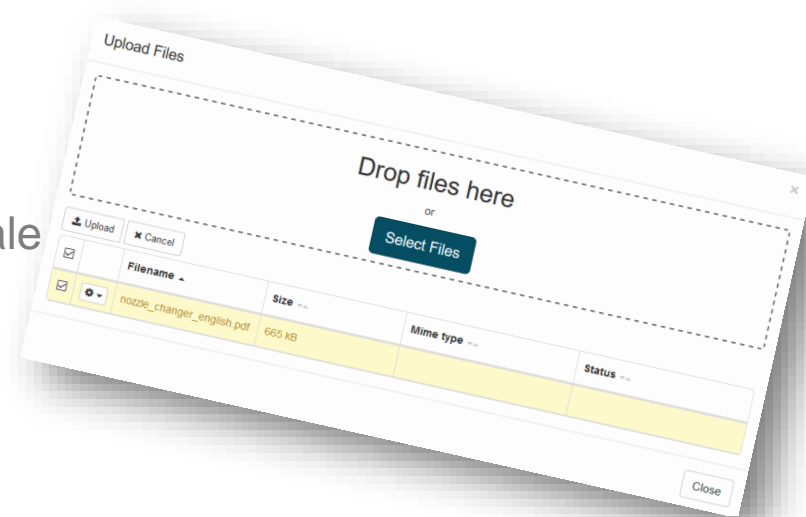 Upload Files
×
Drop files here
or
Select Files
Upload Cancel
Filename Size Mime type Status
nozzle_changer_english.pdf 665 kB
Close